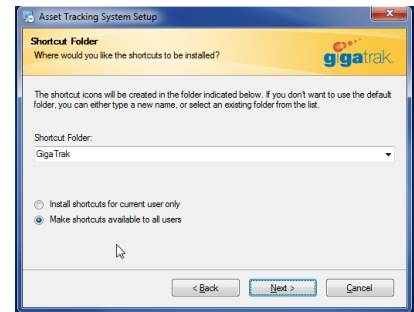 Asset Tracking System Setup
Shortcut Folder
Where would you like the shortcuts to be installed?
gigatrak.
The shortcut icons will be created in the folder indicated below. If you don't want to use the default
folder, you can either type a new name, or select an existing folder from the list.
Shortcut Folder:
GigaTrak
Install shortcuts for current user only
Make shortcuts available to all users
< Back
Next >
Cancel